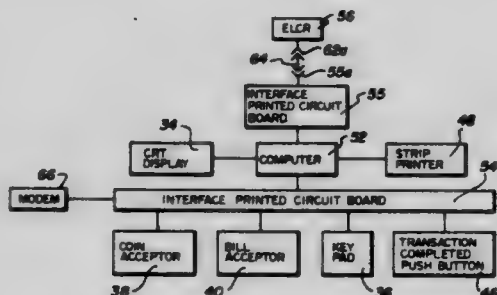 ELCR
56
62a
64
55a
INTERFACE
PRINTED CIRCUIT
BOARD
55
34
CRT
DISPLAY
COMPUTER
52
48
STRIP
PRINTER
66
MODEM
INTERFACE PRINTED CIRCUIT BOARD
54
COIN
ACCEPTOR
BILL
ACCEPTOR
KEY
PAD
TRANSACTION
COMPLETED
PUSH BUTTON
38
40
36
46